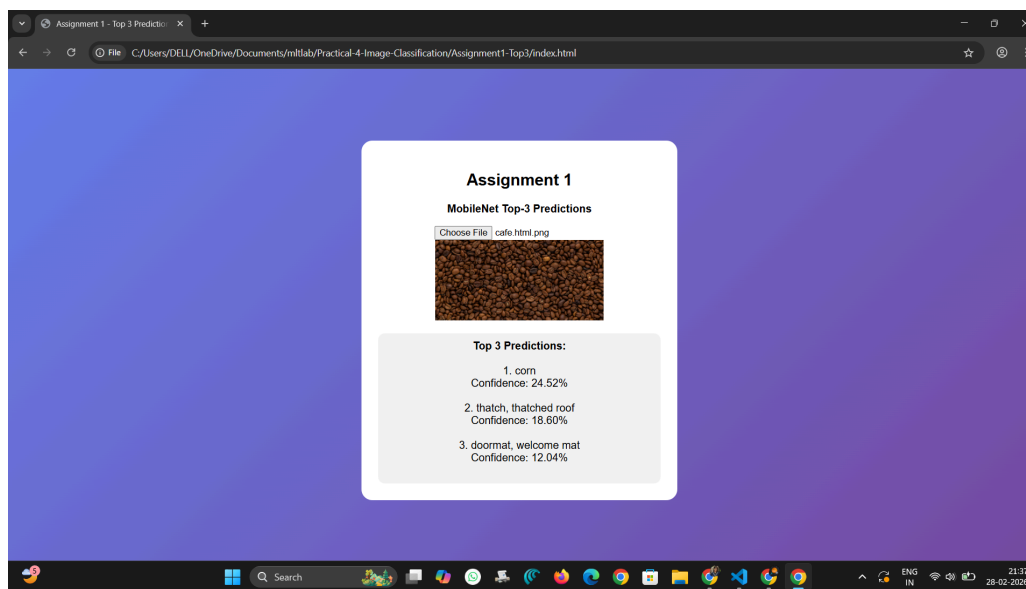 Assignment 1 - Top 3 Predictio
File C:/Users/DELL/OneDrive/Documents/mltlab/Practical-4-Image-Classification/Assignment1-Top3/index.html
Assignment 1
MobileNet Top-3 Predictions
Choose File cafe.html.png
Top 3 Predictions:
1. corn
Confidence: 24.52%
2. thatch, thatched roof
Confidence: 18.60%
3. doormat, welcome mat
Confidence: 12.04%
5
Search
ENG
IN
21:37
28-02-2026